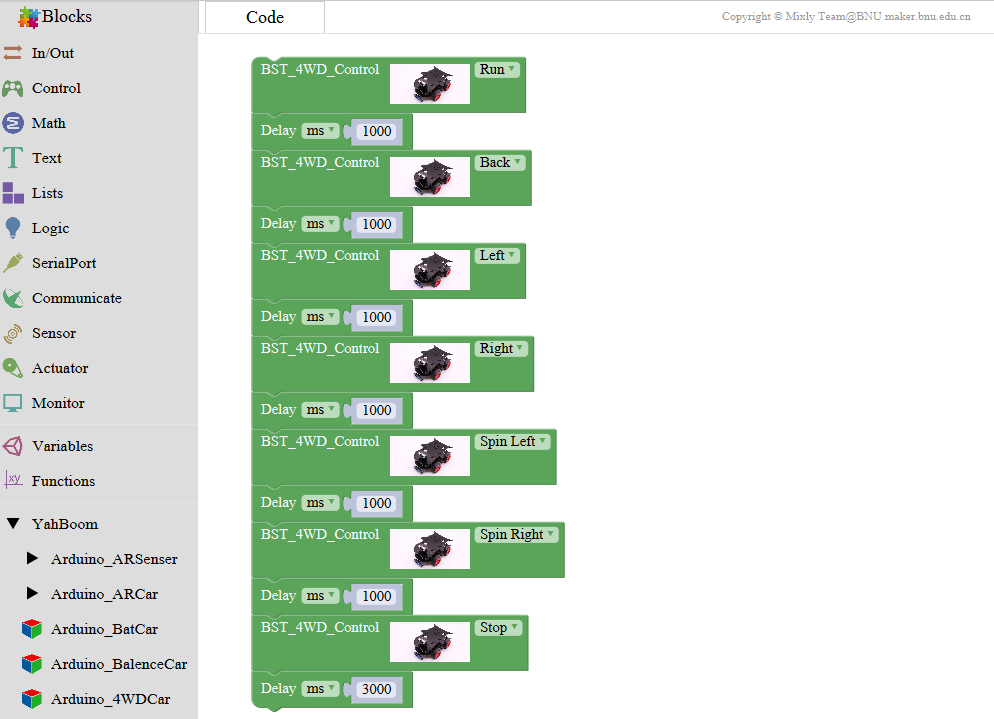 Blocks
Code
Copyright © Mixly Team@BNU maker.bnu.edu.cn
In/Out
Control
Math
Text
Lists
Logic
SerialPort
Communicate
Sensor
Actuator
Monitor
Variables
xy Functions
YahBoom
Arduino_ARSenser
Arduino_ARCar
Arduino_BatCar
Arduino_BalenceCar
Arduino_4WDCar
BST_4WD_Control Run
Delay ms 1000
BST_4WD_Control Back
Delay ms 1000
BST_4WD_Control Left
Delay ms 1000
BST_4WD_Control Right
Delay ms 1000
BST_4WD_Control Spin Left
Delay ms 1000
BST_4WD_Control Spin Right
Delay ms 1000
BST_4WD_Control Stop
Delay ms 3000